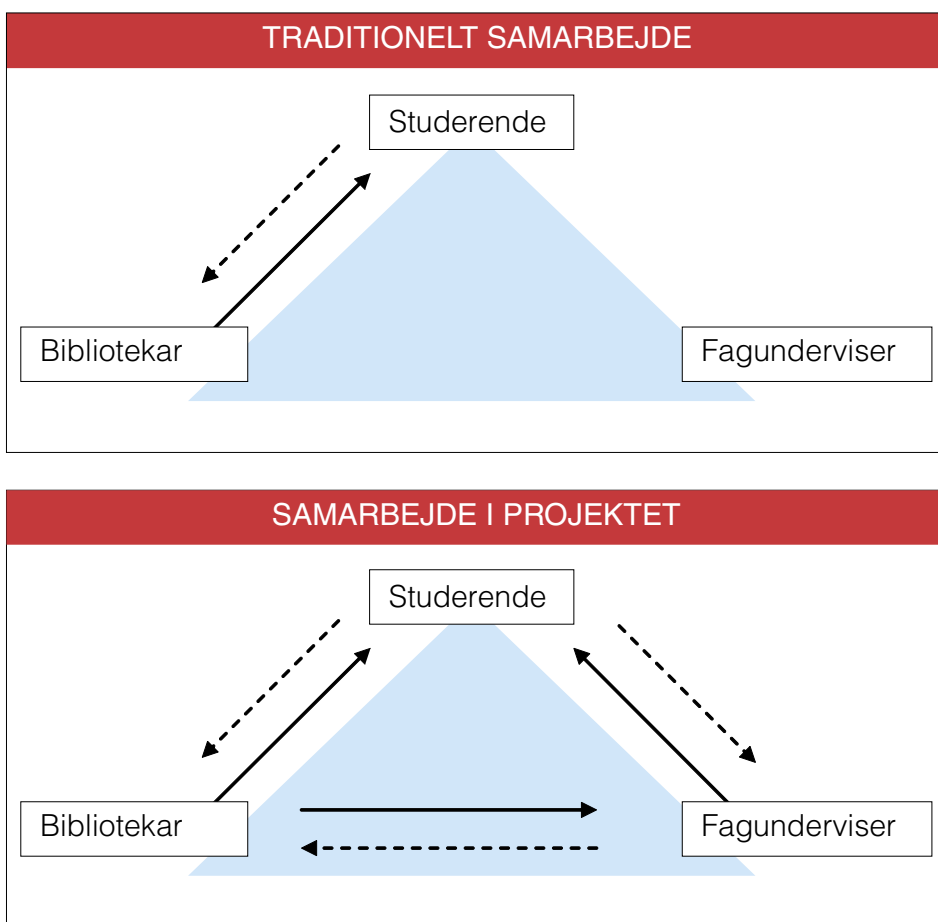 TRADITIONELT SAMARBEJDE
Studerende
Bibliotekar
Fagunderviser
SAMARBEJDE I PROJEKTET
Studerende
Bibliotekar
Fagunderviser